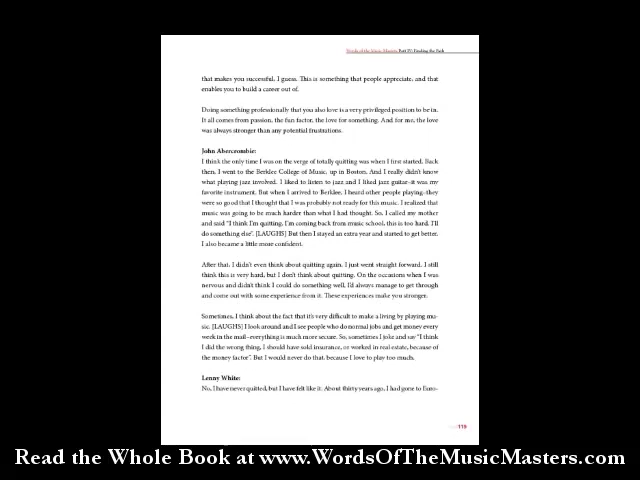 Words of the Music Masters Part IV: Finding the Path
that makes you successful, I guess. This is something that people appreciate, and that
enables you to build a career out of.
Doing something professionally that you also love is a very privileged position to be in.
It all comes from passion, the fun factor, the love for something. And for me, the love
was always stronger than any potential frustrations.
John Abercrombie:
I think the only time I was on the verge of totally quitting was when I first started. Back
then, I went to the Berklee College of Music, up in Boston. And I really didn't know
what playing jazz involved. I liked to listen to jazz and I liked jazz guitar–it was my
favorite instrument. But when I arrived to Berklee, I heard other people playing–they
were so good that I thought that I was probably not ready for this music. I realized that
music was going to be much harder than what I had thought. So, I called my mother
and said "I think I'm quitting, I'm coming back from music school, this is too hard. I'll
do something else". [LAUGHS] But then I stayed an extra year and started to get better.
I also became a little more confident.
After that, I didn't even think about quitting again. I just went straight forward. I still
think this is very hard, but I don't think about quitting. On the occasions when I was
nervous and didn't think I could do something well, I'd always manage to get through
and come out with some experience from it. These experiences make you stronger.
Sometimes, I think about the fact that it's very difficult to make a living by playing mu-
sic. [LAUGHS] I look around and I see people who do normal jobs and get money every
week in the mail–everything is much more secure. So, sometimes I joke and say "I think
I did the wrong thing, I should have sold insurance, or worked in real estate, because of
the money factor". But I would never do that, because I love to play too much.
Lenny White:
No, I have never quitted, but I have felt like it. About thirty years ago, I had gone to Euro-
119
Read the Whole Book at www.WordsOfTheMusicMasters.com